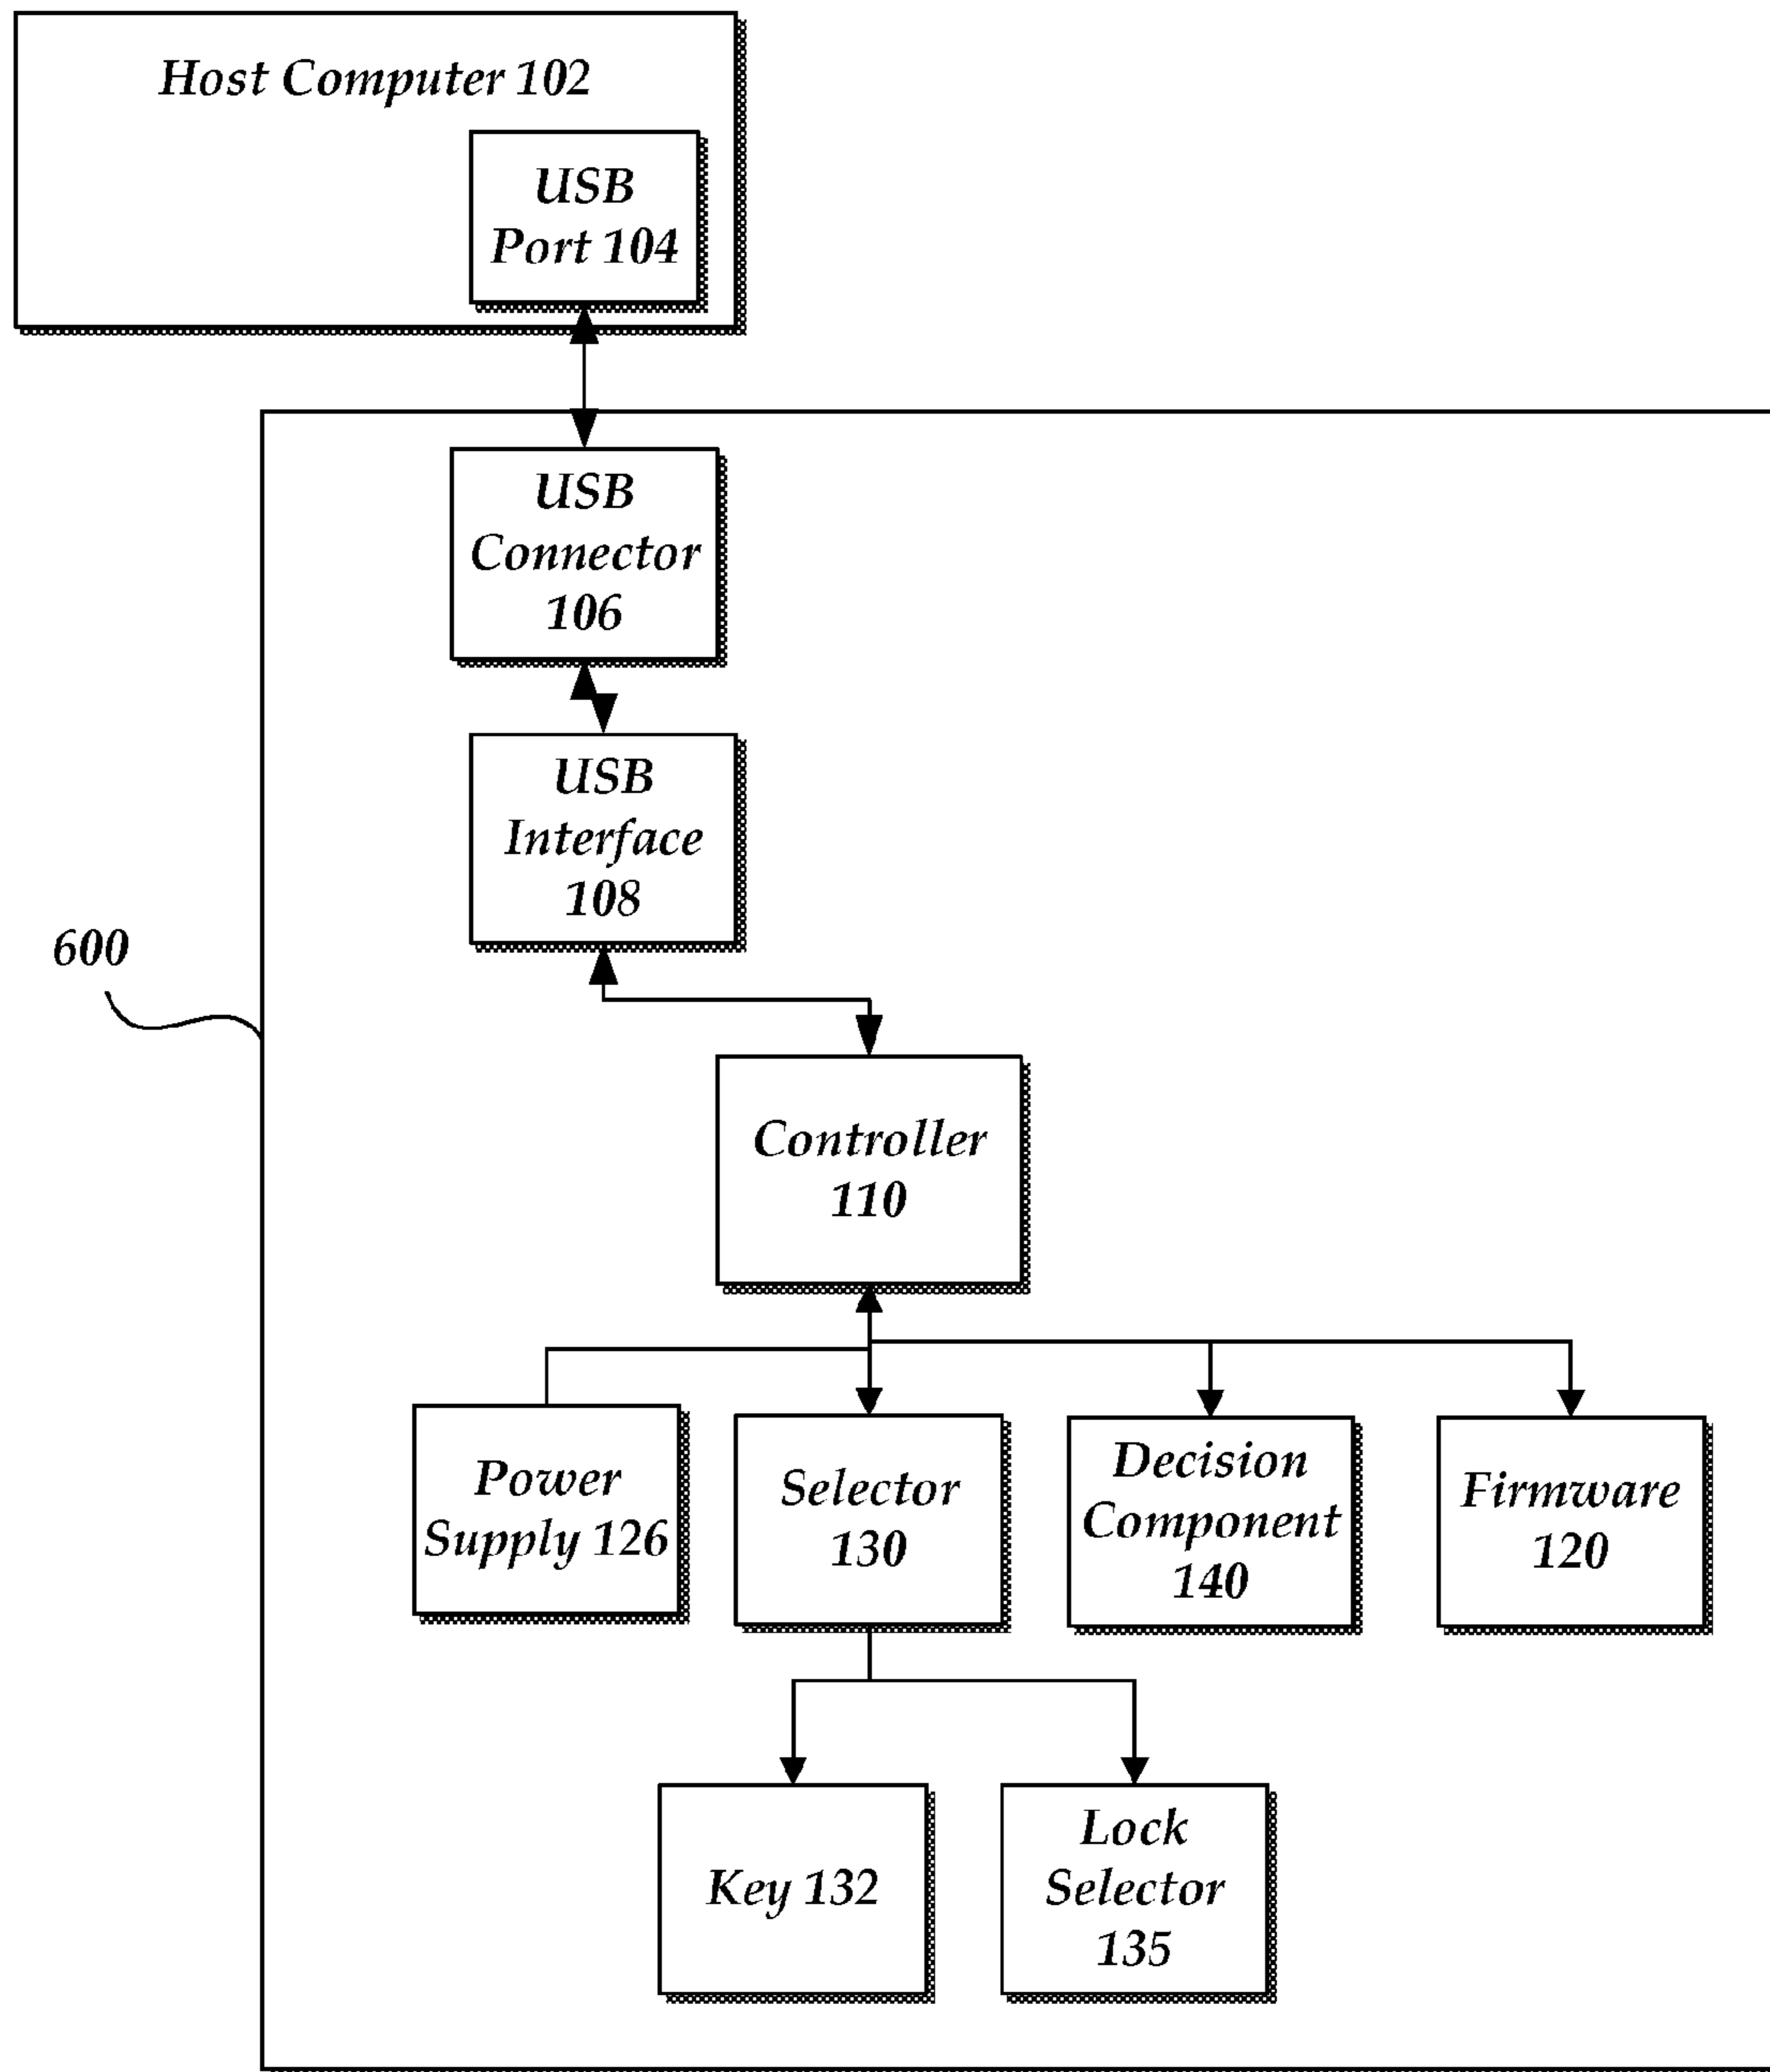 Host Computer 102
USB
Port 104
USB
Connector
106
USB
Interface
108
600
Controller
110
Power
Supply 126
Selector
130
Decision
Component
140
Firmware
120
Key 132
Lock
Selector
135